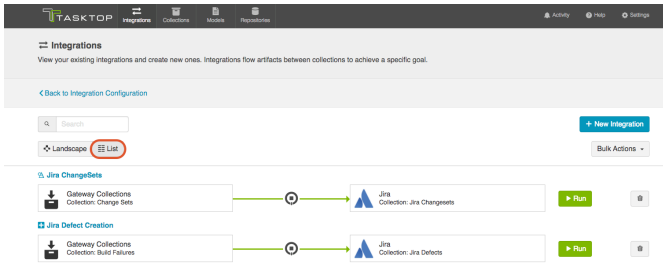 TASKTOP
Integrations
Collections
Models
Repositories
Activity
Help
Settings
Integrations
View your existing integrations and create new ones. Integrations flow artifacts between collections to achieve a specific goal.
Back to Integration Configuration
Search
+ New Integration
Landscape
List
Bulk Actions
Jira ChangeSets
Gateway Collections
Collection: Change Sets
Jira
Collection: Jira Changesets
Run
Jira Defect Creation
Gateway Collections
Collection: Build Failures
Jira
Collection: Jira Defects
Run